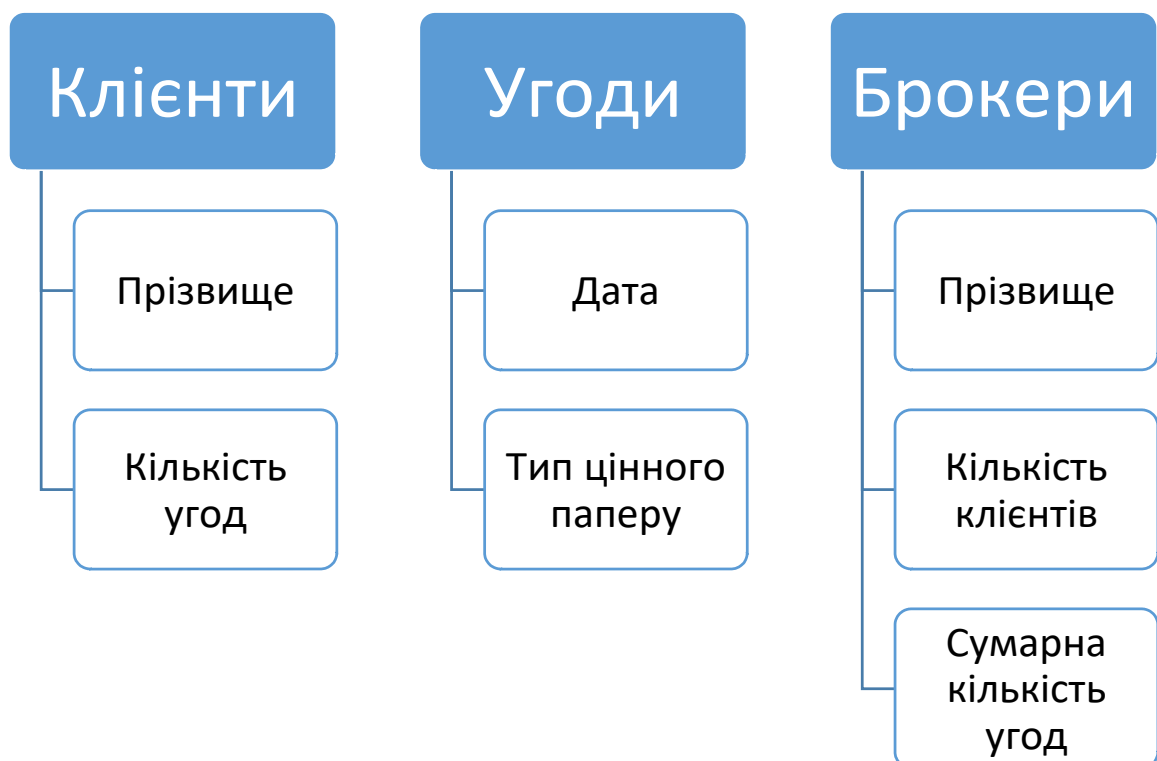 Клієнти
Прізвище
Кількість
угод
Угоди
Дата
Тип цінного
паперу
Брокери
Прізвище
Кількість
клієнтів
Сумарна
кількість
угод